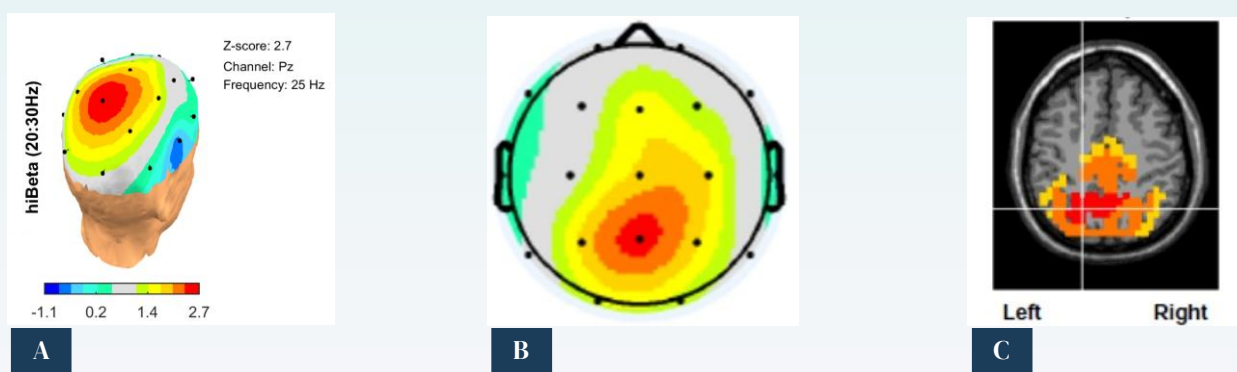 Z-score: 2.7
Channel: Pz
Frequency: 25 Hz
hiBeta (20:30Hz)
-1.1 0.2 1.4 2.7
Left Right
A
B
C